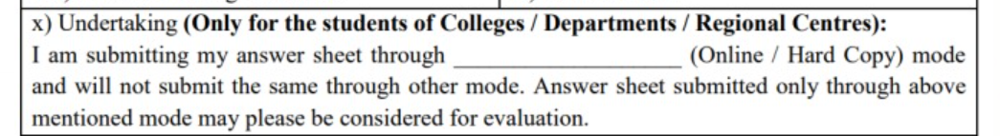 x) Undertaking (Only for the students of Colleges / Departments / Regional Centres):
I am submitting my answer sheet through ____________________ (Online / Hard Copy) mode
and will not submit the same through other mode. Answer sheet submitted only through above
mentioned mode may please be considered for evaluation.